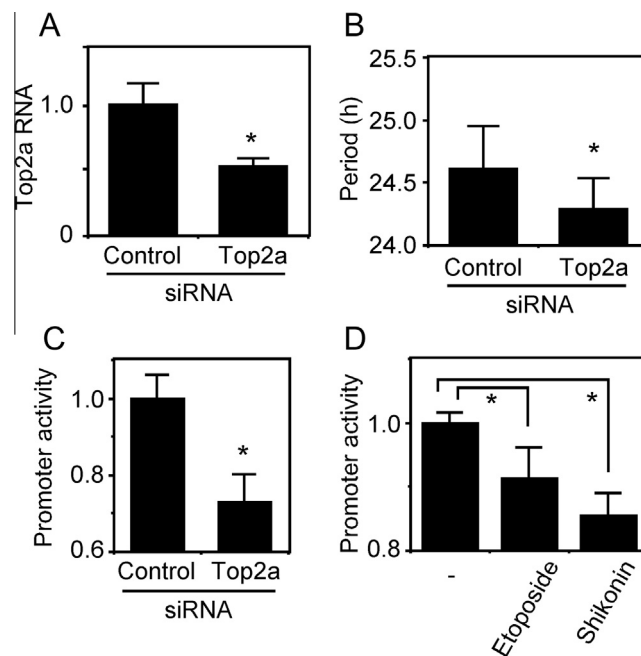 A
Top2a RNA
1.0
0
*
Control Top2a
siRNA
B
Period (h)
25.5
25.0
24.5
24.0
*
Control Top2a
siRNA
C
Promoter activity
1.0
0.8
0.6
*
Control Top2a
siRNA
D
Promoter activity
1.0
0.8
* *
-
Etoposide
Shikonin